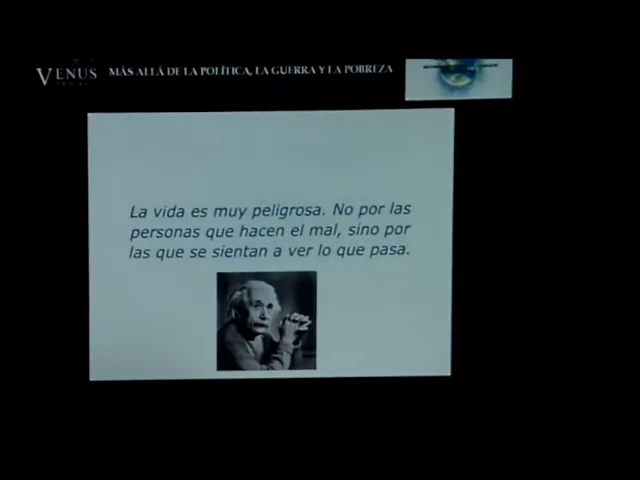 VENUS MÁS ALLÁ DE LA POLÍTICA, LA GUERRA Y LA POBREZA
La vida es muy peligrosa. No por las
personas que hacen el mal, sino por
las que se sientan a ver lo que pasa.